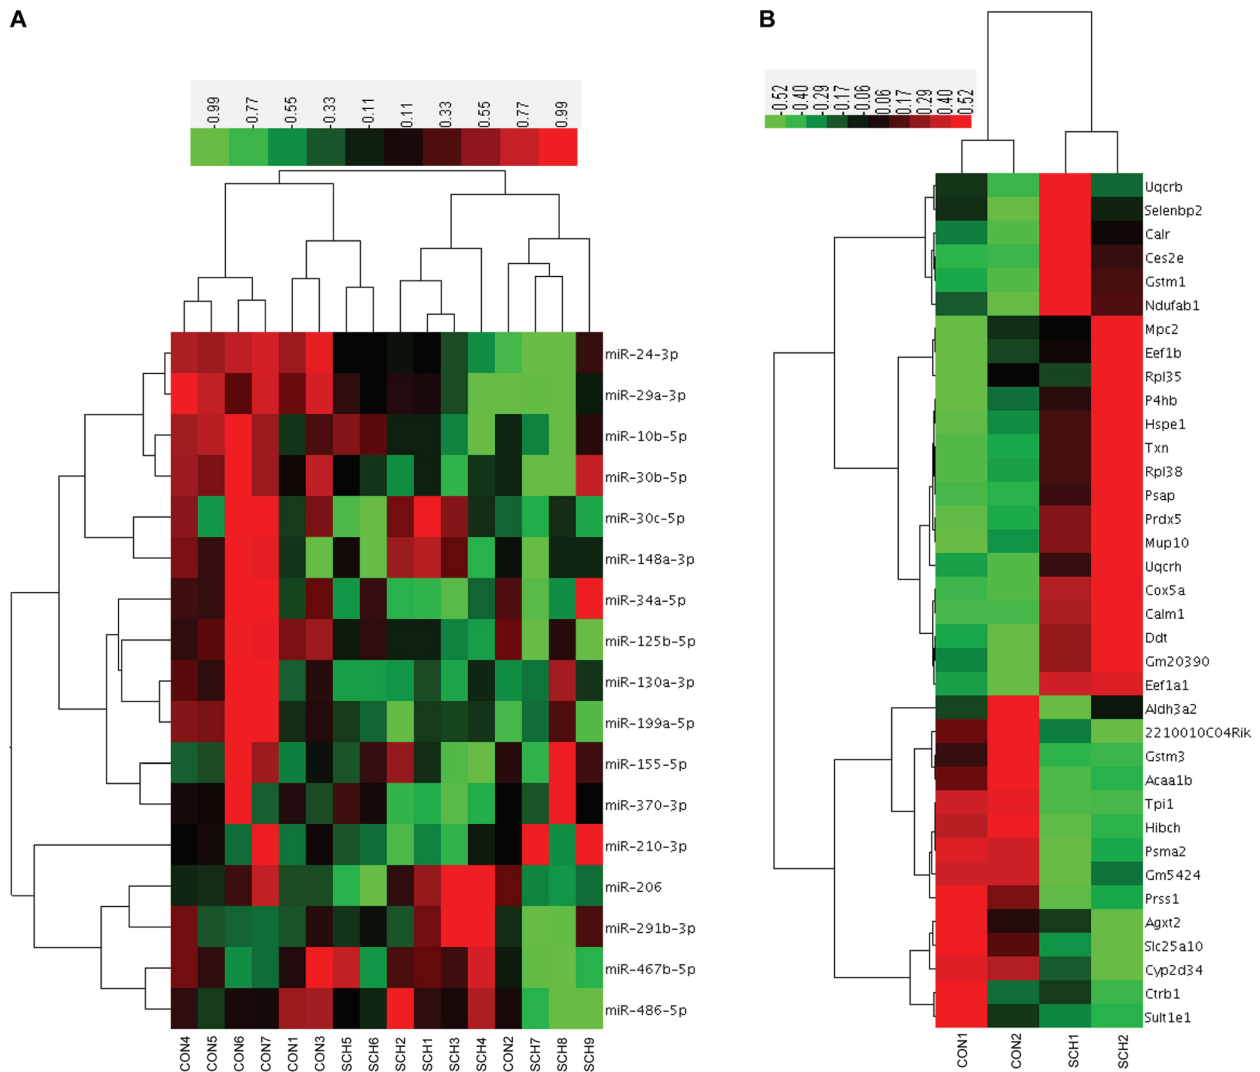 A
-0.99
-0.77
-0.55
-0.33
-0.11
0.11
0.33
0.55
0.77
0.99
miR-24-3p
miR-29a-3p
miR-10b-5p
miR-30b-5p
miR-30c-5p
miR-148a-3p
miR-34a-5p
miR-125b-5p
miR-130a-3p
miR-199a-5p
miR-155-5p
miR-370-3p
miR-210-3p
miR-206
miR-291b-3p
miR-467b-5p
miR-486-5p
CON4 CON5 CON6 CON7 CON1 CON3 SCH5 SCH6 SCH2 SCH1 SCH3 SCH4 CON2 SCH7 SCH8 SCH9
B
-0.52
-0.40
-0.29
-0.17
-0.06
0.06
0.17
0.29
0.40
0.52
Uqcrb
Selenbp2
Calr
Ces2e
Gstm1
Ndufab1
Mpc2
Eef1b
Rpl35
P4hb
Hspe1
Txn
Rpl38
Psap
Prdx5
Mup10
Uqcrh
Cox5a
Calm1
Ddt
Gm20390
Eef1a1
Aldh3a2
2210010C04Rik
Gstm3
Acaa1b
Tpi1
Hibch
Psma2
Gm5424
Prss1
Agxt2
Slc25a10
Cyp2d34
Ctrb1
Sult1e1
CON1 CON2 SCH1 SCH2